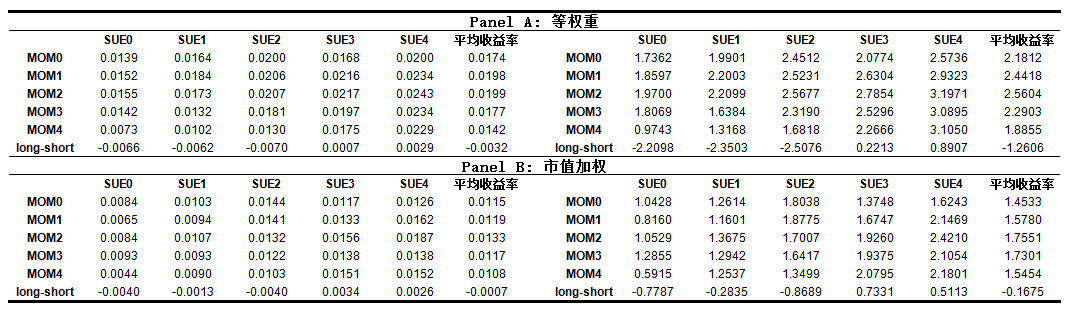 Panel A: 等权重
SUE0 SUE1 SUE2 SUE3 SUE4 平均收益率 SUE0 SUE1 SUE2 SUE3 SUE4 平均收益率
MOM0 0.0139 0.0164 0.0200 0.0168 0.0200 0.0174 MOM0 1.7362 1.9901 2.4512 2.0774 2.5736 2.1812
MOM1 0.0152 0.0184 0.0206 0.0216 0.0234 0.0198 MOM1 1.8597 2.2003 2.5231 2.6304 2.9323 2.4418
MOM2 0.0155 0.0173 0.0207 0.0217 0.0243 0.0199 MOM2 1.9700 2.2099 2.5677 2.7854 3.1971 2.5604
MOM3 0.0142 0.0132 0.0181 0.0197 0.0234 0.0177 MOM3 1.8069 1.6384 2.3190 2.5296 3.0895 2.2903
MOM4 0.0073 0.0102 0.0130 0.0175 0.0229 0.0142 MOM4 0.9743 1.3168 1.6818 2.2666 3.1050 1.8855
long-short -0.0066 -0.0062 -0.0070 0.0007 0.0029 -0.0032 long-short -2.2098 -2.3503 -2.5076 0.2213 0.8907 -1.2606
Panel B: 市值加权
SUE0 SUE1 SUE2 SUE3 SUE4 平均收益率 SUE0 SUE1 SUE2 SUE3 SUE4 平均收益率
MOM0 0.0084 0.0103 0.0144 0.0117 0.0126 0.0115 MOM0 1.0428 1.2614 1.8038 1.3748 1.6243 1.4533
MOM1 0.0065 0.0094 0.0141 0.0133 0.0162 0.0119 MOM1 0.8160 1.1601 1.8775 1.6747 2.1469 1.5780
MOM2 0.0084 0.0107 0.0132 0.0156 0.0187 0.0133 MOM2 1.0529 1.3675 1.7007 1.9260 2.4210 1.7551
MOM3 0.0093 0.0093 0.0122 0.0138 0.0138 0.0117 MOM3 1.2855 1.2942 1.6417 1.9375 2.1054 1.7301
MOM4 0.0044 0.0090 0.0103 0.0151 0.0152 0.0108 MOM4 0.5915 1.2537 1.3499 2.0795 2.1801 1.5454
long-short -0.0040 -0.0013 -0.0040 0.0034 0.0026 -0.0007 long-short -0.7787 -0.2835 -0.8689 0.7331 0.5113 -0.1675